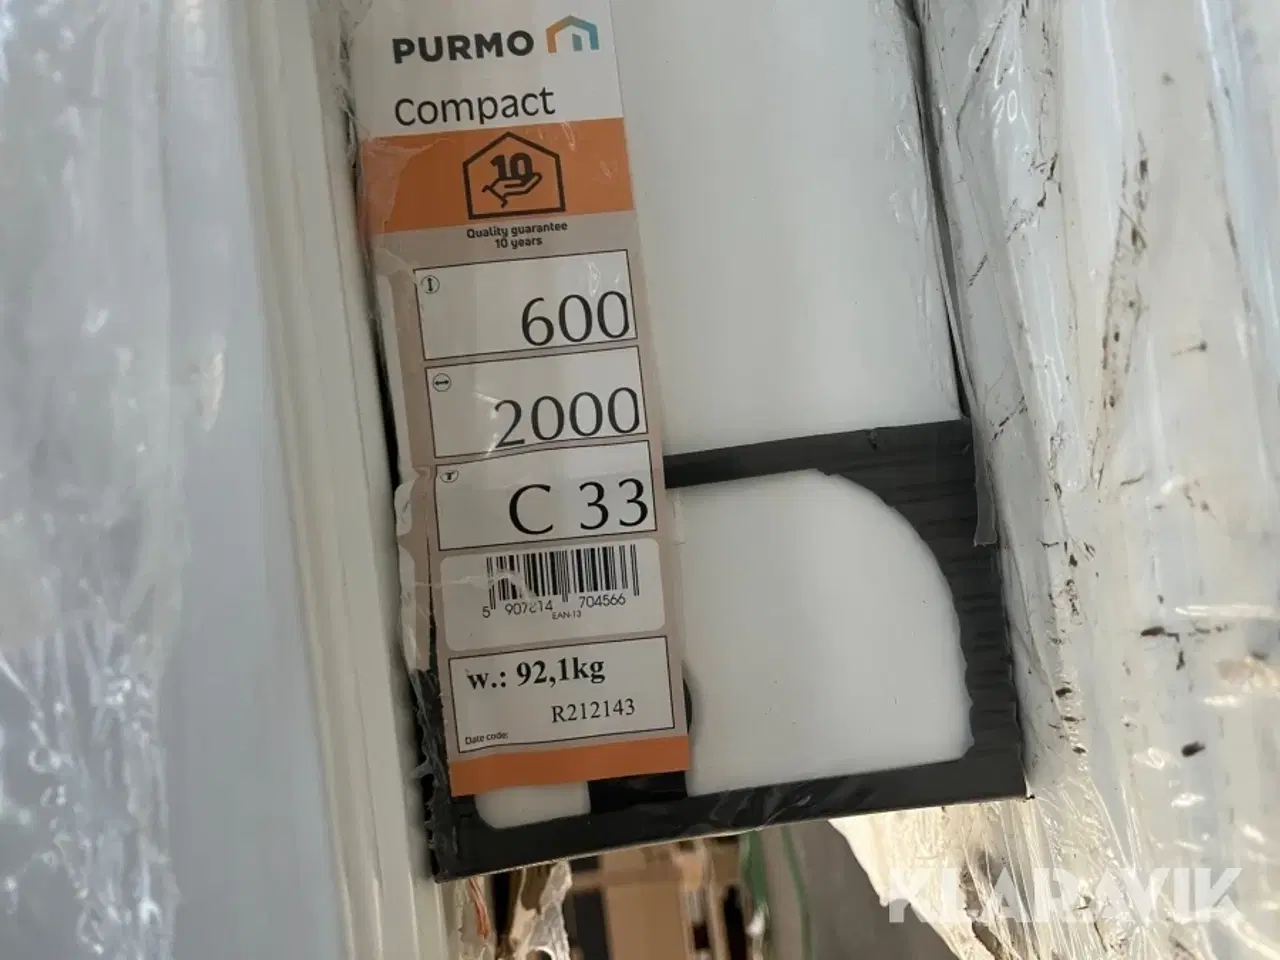 PURMO
Compact
10
Quality guarantee
10 years
600
2000
T
C 33
5 907814 704566
EAN-13
w.: 92,1kg
R212143
Date code:
KLARAVIK